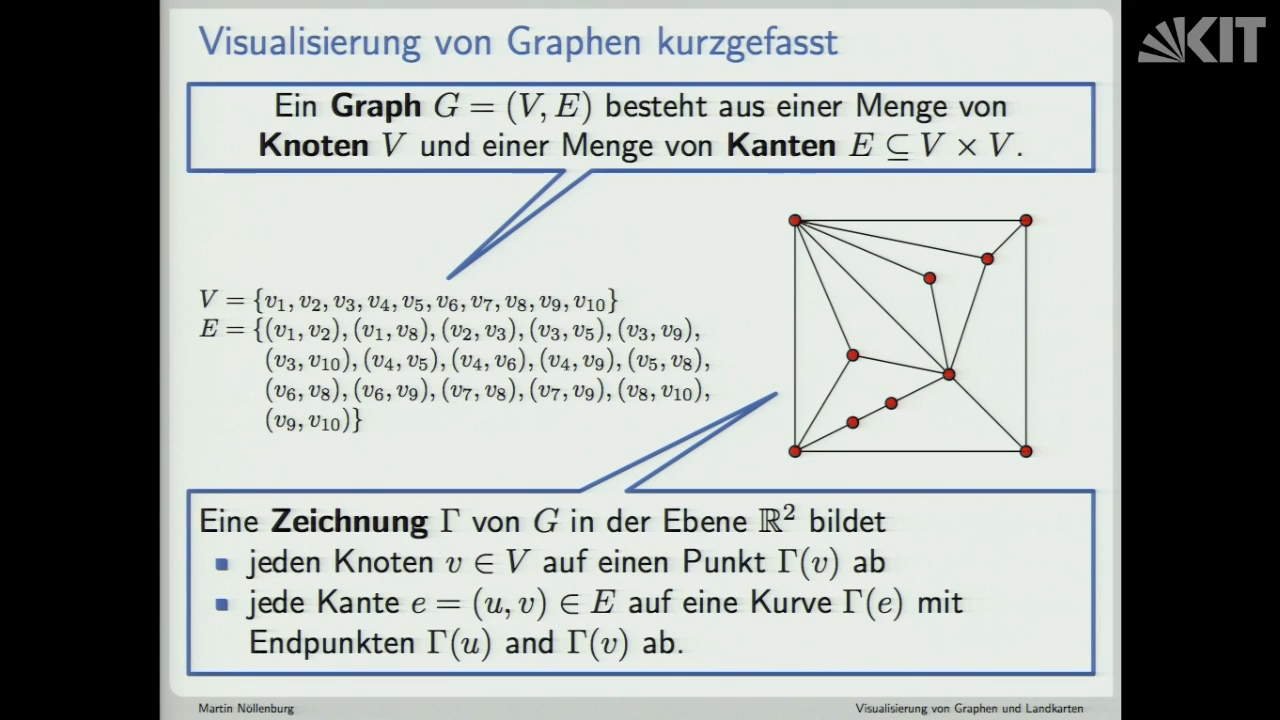 Visualisierung von Graphen kurzgefasst
KIT
Ein Graph G = (V, E) besteht aus einer Menge von
Knoten V und einer Menge von Kanten E ⊆ V × V.
V = {v₁, v₂, v₃, v₄, v₅, v₆, v₇, v₈, v₉, v₁₀}
E = {(v₁, v₂), (v₁, v₈), (v₂, v₃), (v₃, v₅), (v₃, v₉),
(v₃, v₁₀), (v₄, v₅), (v₄, v₆), (v₄, v₉), (v₅, v₈),
(v₆, v₈), (v₆, v₉), (v₇, v₈), (v₇, v₉), (v₈, v₁₀),
(v₉, v₁₀)}
Eine Zeichnung Γ von G in der Ebene ℝ² bildet
jeden Knoten v ∈ V auf einen Punkt Γ(v) ab
jede Kante e = (u, v) ∈ E auf eine Kurve Γ(e) mit
Endpunkten Γ(u) and Γ(v) ab.
Martin Nöllenburg
Visualisierung von Graphen und Landkarten